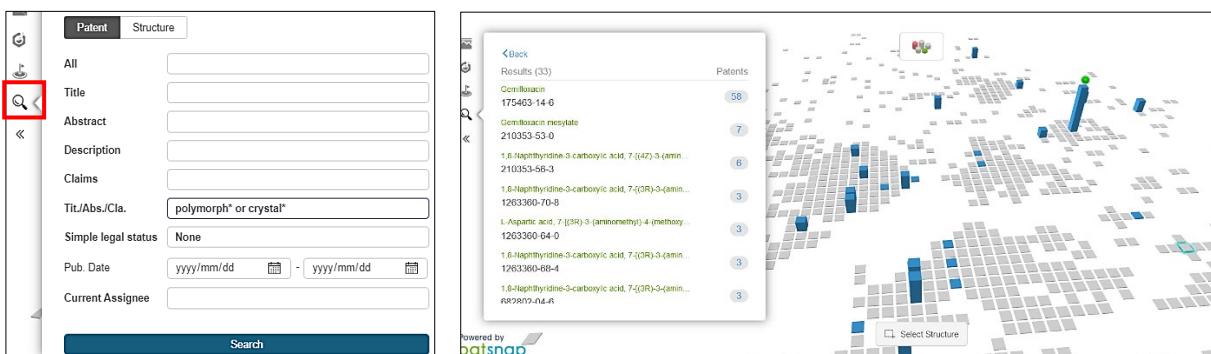 Patent Structure
All
Title
Abstract
Description
Claims
Tit./Abs./Cla. polymorph* or crystal*
Simple legal status None
Pub. Date yyyy/mm/dd - yyyy/mm/dd
Current Assignee
Search
Back
Results (33) Patents
Gemifloxacin
175463-14-6 58
Gemifloxacin mesylate
210353-53-0 7
1,8-Naphthyridine-3-carboxylic acid, 7-[(4Z)-3-(amin...
210353-56-3 6
1,8-Naphthyridine-3-carboxylic acid, 7-[(3R)-3-(amin...
1263360-70-8 3
L-Aspartic acid, 7-[(3R)-3-(aminomethyl)-4-(methoxy...
1263360-64-0 3
1,8-Naphthyridine-3-carboxylic acid, 7-[(3R)-3-(amin...
1263360-68-4 3
1,8-Naphthyridine-3-carboxylic acid, 7-[(3R)-3-(amin...
682802-04-6 3
Select Structure
Powered by
patsnap